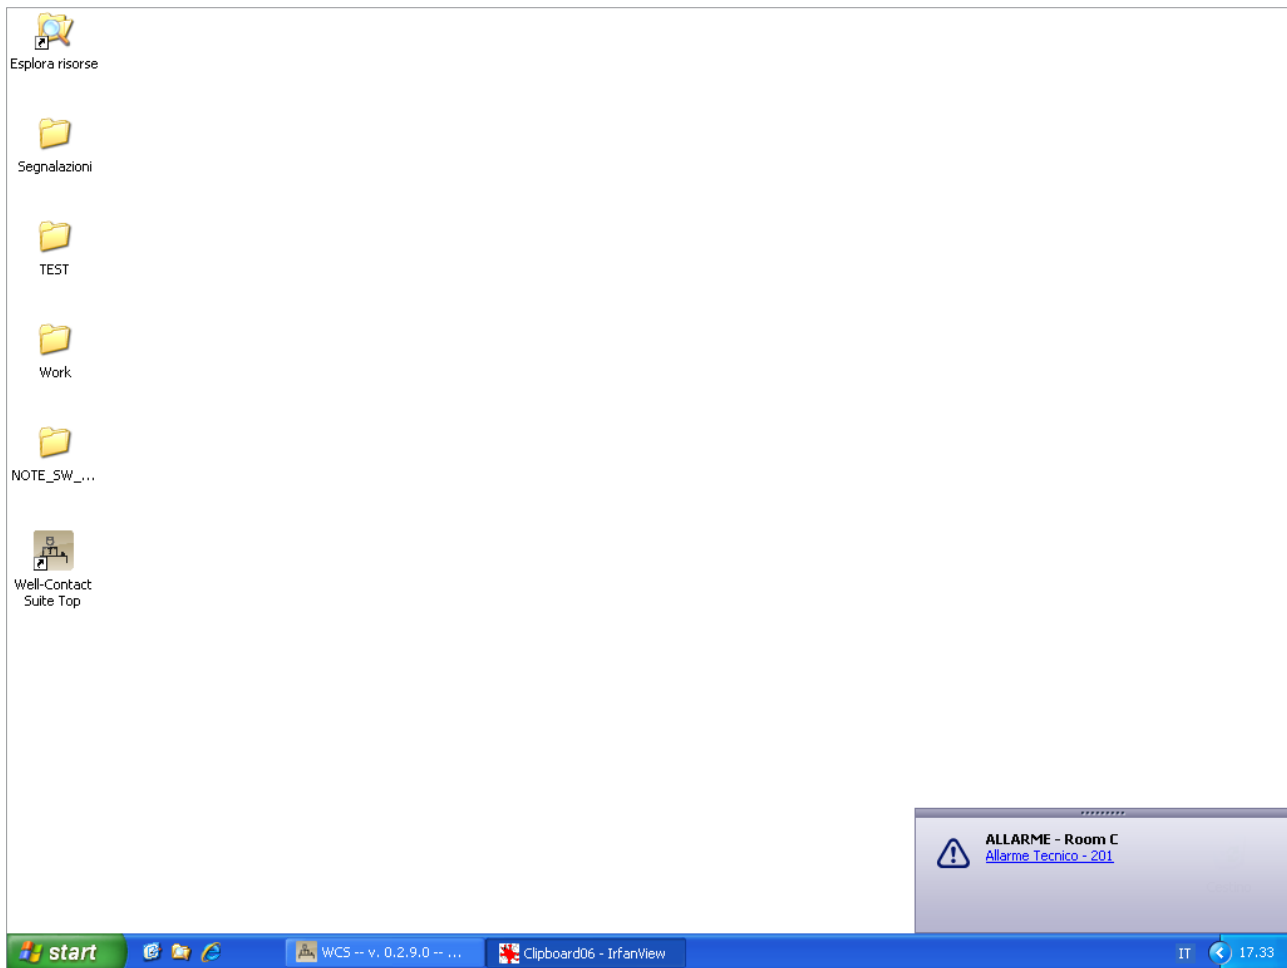 Esplora risorse
Segnalazioni
TEST
Work
NOTE_SW_...
Well-Contact
Suite Top
ALLARME - Room C
Allarme Tecnico - 201
start
WCS -- v. 0.2.9.0 -- ...
Clipboard06 - IrfanView
IT
17.33